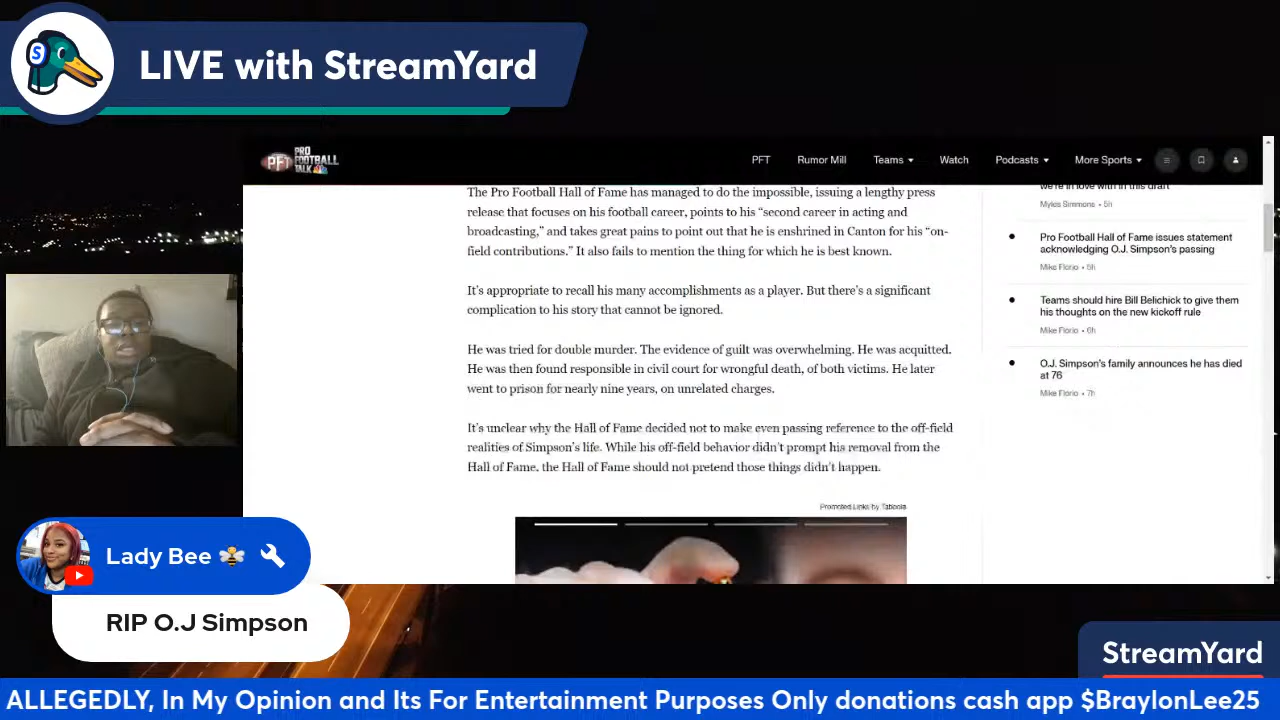 S
LIVE with StreamYard
PFT
PRO
FOOTBALL
TALK
PFT Rumor Mill Teams Watch Podcasts More Sports
The Pro Football Hall of Fame has managed to do the impossible, issuing a lengthy press
release that focuses on his football career, points to his “second career in acting and
broadcasting,” and takes great pains to point out that he is enshrined in Canton for his “on-
field contributions.” It also fails to mention the thing for which he is best known.
It’s appropriate to recall his many accomplishments as a player. But there’s a significant
complication to his story that cannot be ignored.
He was tried for double murder. The evidence of guilt was overwhelming. He was acquitted.
He was then found responsible in civil court for wrongful death, of both victims. He later
went to prison for nearly nine years, on unrelated charges.
It’s unclear why the Hall of Fame decided not to make even passing reference to the off-field
realities of Simpson’s life. While his off-field behavior didn’t prompt his removal from the
Hall of Fame, the Hall of Fame should not pretend those things didn’t happen.
Promoted Links by Taboola
we're in love with in this draft
Myles Simmons • 5h
Pro Football Hall of Fame issues statement
acknowledging O.J. Simpson's passing
Mike Florio • 5h
Teams should hire Bill Belichick to give them
his thoughts on the new kickoff rule
Mike Florio • 6h
O.J. Simpson's family announces he has died
at 76
Mike Florio • 7h
Lady Bee 🐝
RIP O.J Simpson
StreamYard
ALLEGEDLY, In My Opinion and Its For Entertainment Purposes Only donations cash app $BraylonLee25